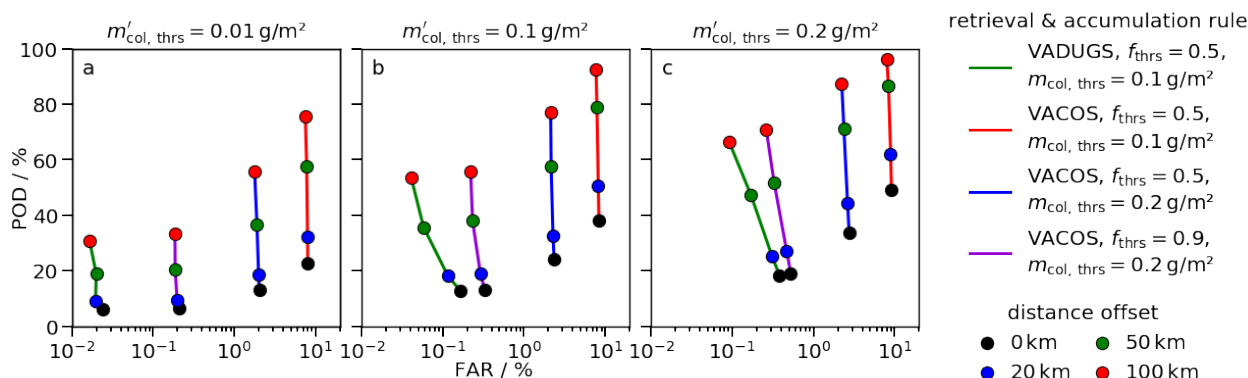 m′col, thrs = 0.01 g/m²
m′col, thrs = 0.1 g/m²
m′col, thrs = 0.2 g/m²
a
b
c
100
80
60
40
20
0
POD / %
10⁻² 10⁻¹ 10⁰ 10¹
10⁻² 10⁻¹ 10⁰ 10¹
10⁻² 10⁻¹ 10⁰ 10¹
FAR / %
retrieval & accumulation rule
VADUGS, fthrs = 0.5,
mcol, thrs = 0.1 g/m²
VACOS, fthrs = 0.5,
mcol, thrs = 0.1 g/m²
VACOS, fthrs = 0.5,
mcol, thrs = 0.2 g/m²
VACOS, fthrs = 0.9,
mcol, thrs = 0.2 g/m²
distance offset
0 km 50 km
20 km 100 km